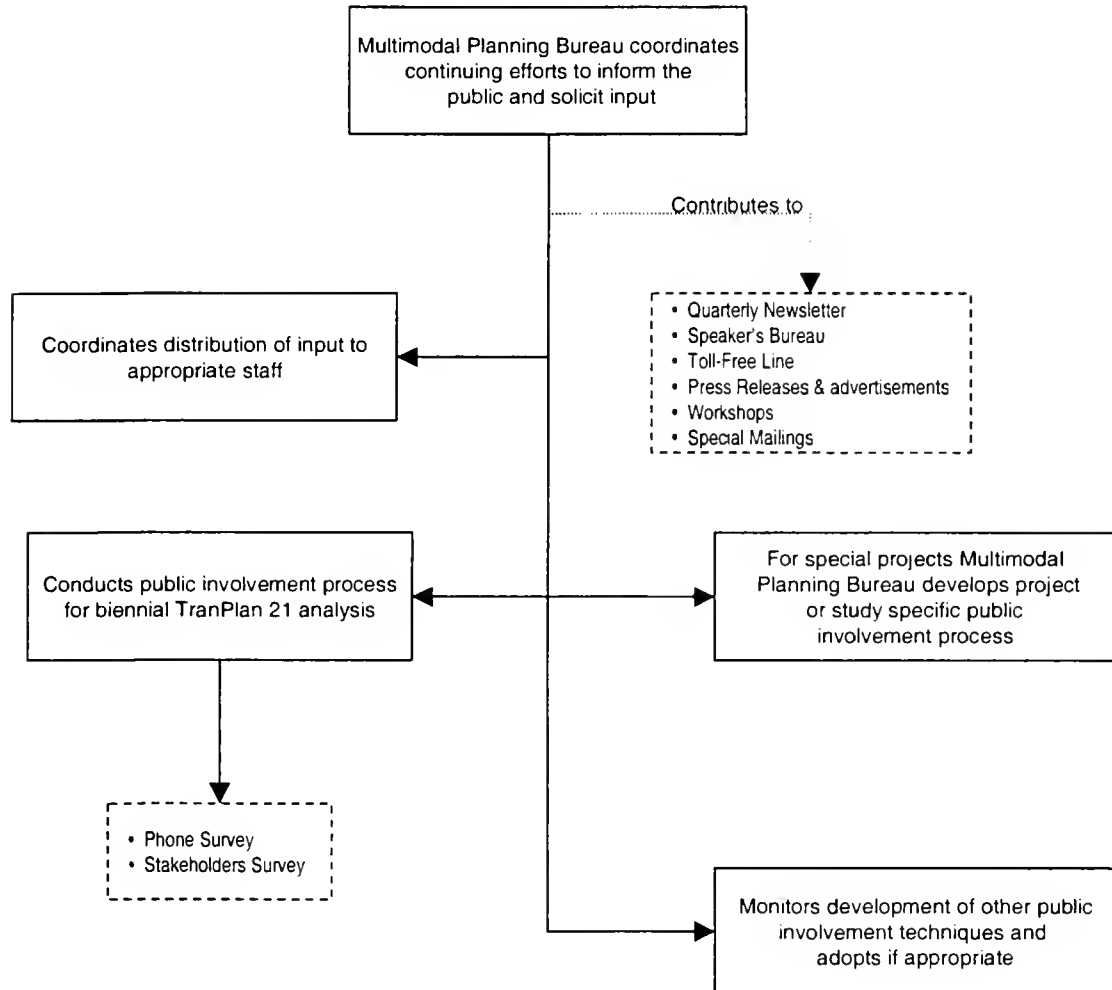 Multimodal Planning Bureau coordinates
continuing efforts to inform the
public and solicit input
Contributes to
• Quarterly Newsletter
• Speaker's Bureau
• Toll-Free Line
• Press Releases & advertisements
• Workshops
• Special Mailings
Coordinates distribution of input to
appropriate staff
Conducts public involvement process
for biennial TranPlan 21 analysis
For special projects Multimodal
Planning Bureau develops project
or study specific public
involvement process
• Phone Survey
• Stakeholders Survey
Monitors development of other public
involvement techniques and
adopts if appropriate